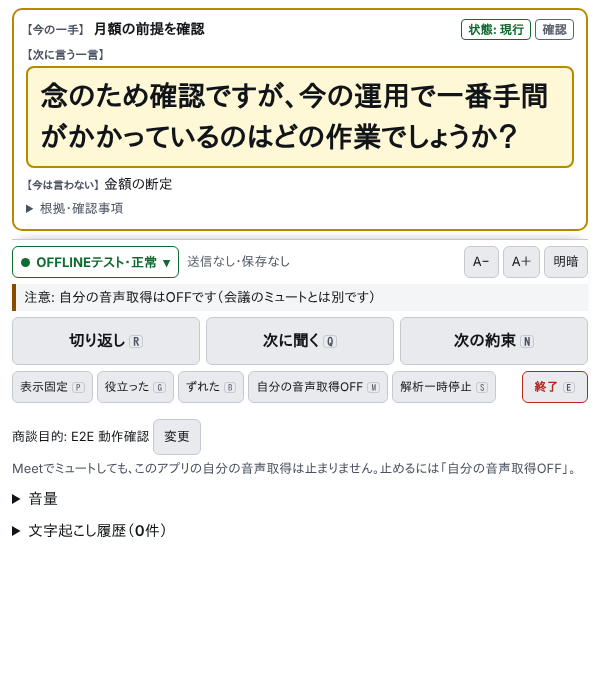 【今の一手】 月額の前提を確認 状態: 現行 確認
【次に言う一言】
念のため確認ですが、今の運用で一番手間
がかかっているのはどの作業でしょうか?
【今は言わない】 金額の断定
▶ 根拠・確認事項
● OFFLINEテスト・正常 ▼ 送信なし・保存なし A− A＋ 明暗
注意: 自分の音声取得はOFFです(会議のミュートとは別です)
切り返し R 次に聞く Q 次の約束 N
表示固定 P 役立った G ずれた B 自分の音声取得OFF M 解析一時停止 S 終了 E
商談目的: E2E 動作確認 変更
Meetでミュートしても、このアプリの自分の音声取得は止まりません。止めるには「自分の音声取得OFF」。
▶ 音量
▶ 文字起こし履歴(0件)